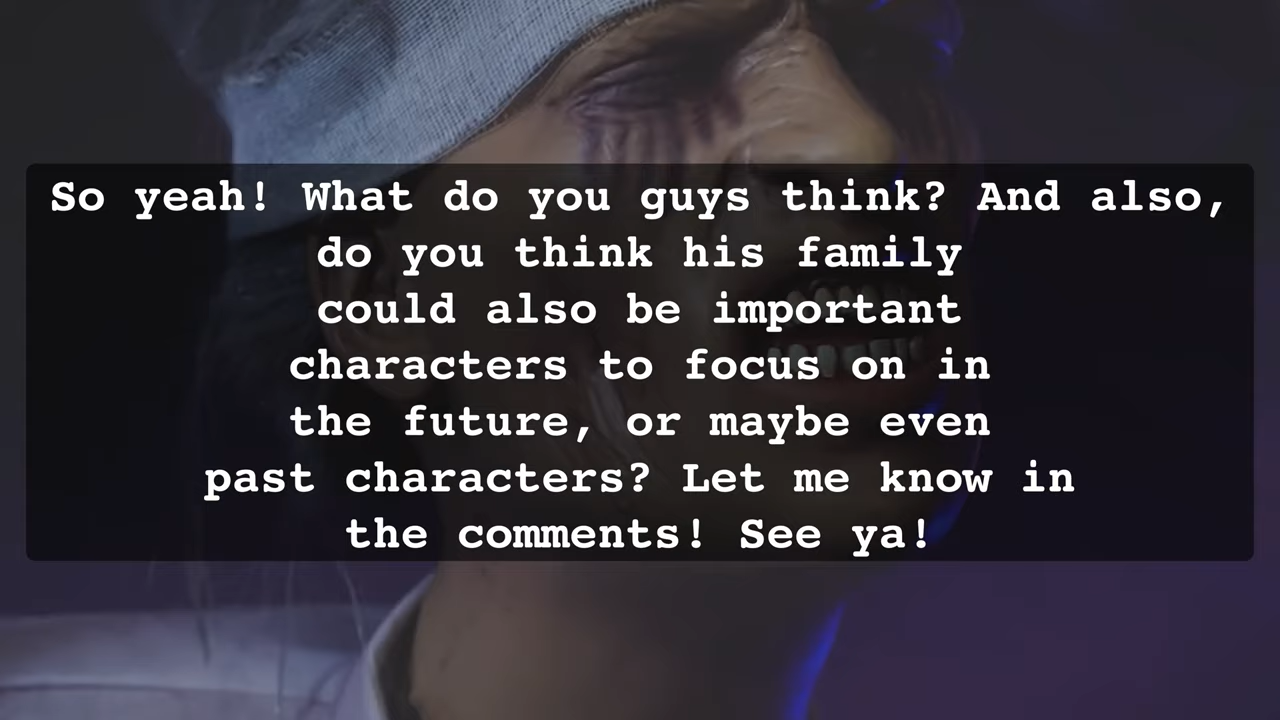 So yeah! What do you guys think? And also,
do you think his family
could also be important
characters to focus on in
the future, or maybe even
past characters? Let me know in
the comments! See ya!